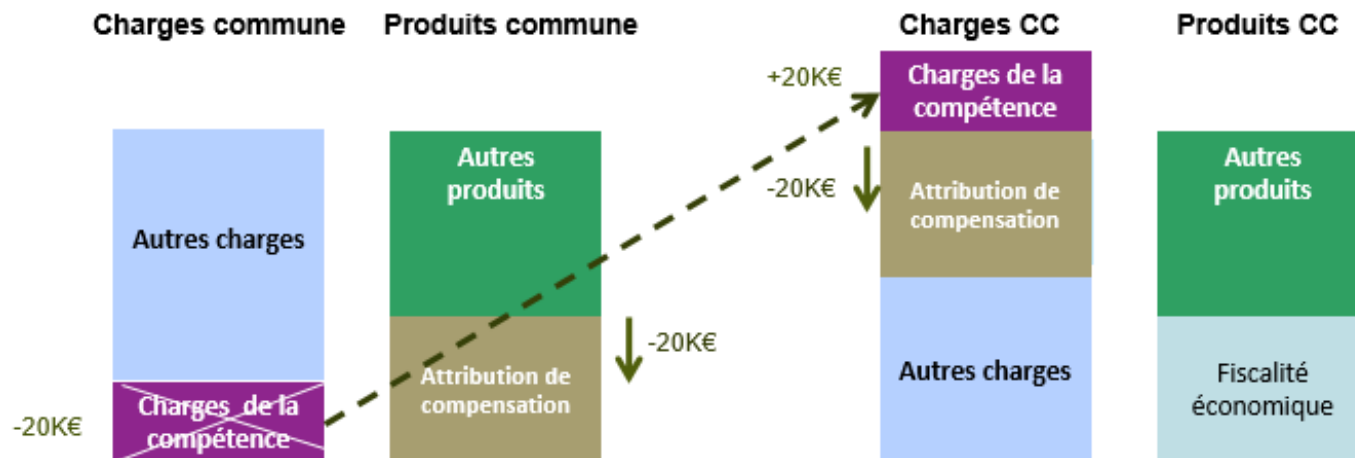 Charges commune
Produits commune
Charges CC
Produits CC
+20K€
Charges de la
compétence
Autres
produits
Autres
produits
-20K€
Attribution de
compensation
Autres charges
-20K€
Attribution de
compensation
Autres charges
Fiscalité
économique
-20K€
Charges de la
compétence